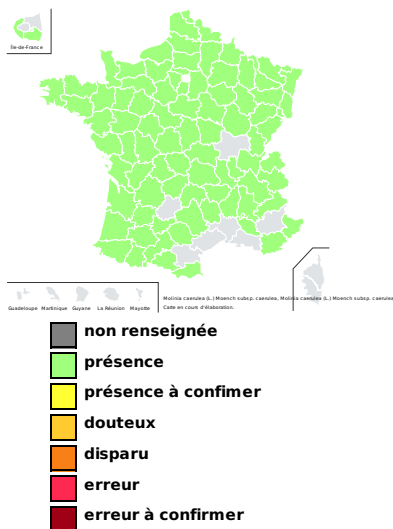 Île-de-France
Guadeloupe Martinique Guyane La Réunion Mayotte
Molinia caerulea (L.) Moench subsp. caerulea, Molinia caerulea (L.) Moench subsp. caerulea
Carte en cours d'élaboration.
non renseignée
présence
présence à confimer
douteux
disparu
erreur
erreur à confirmer